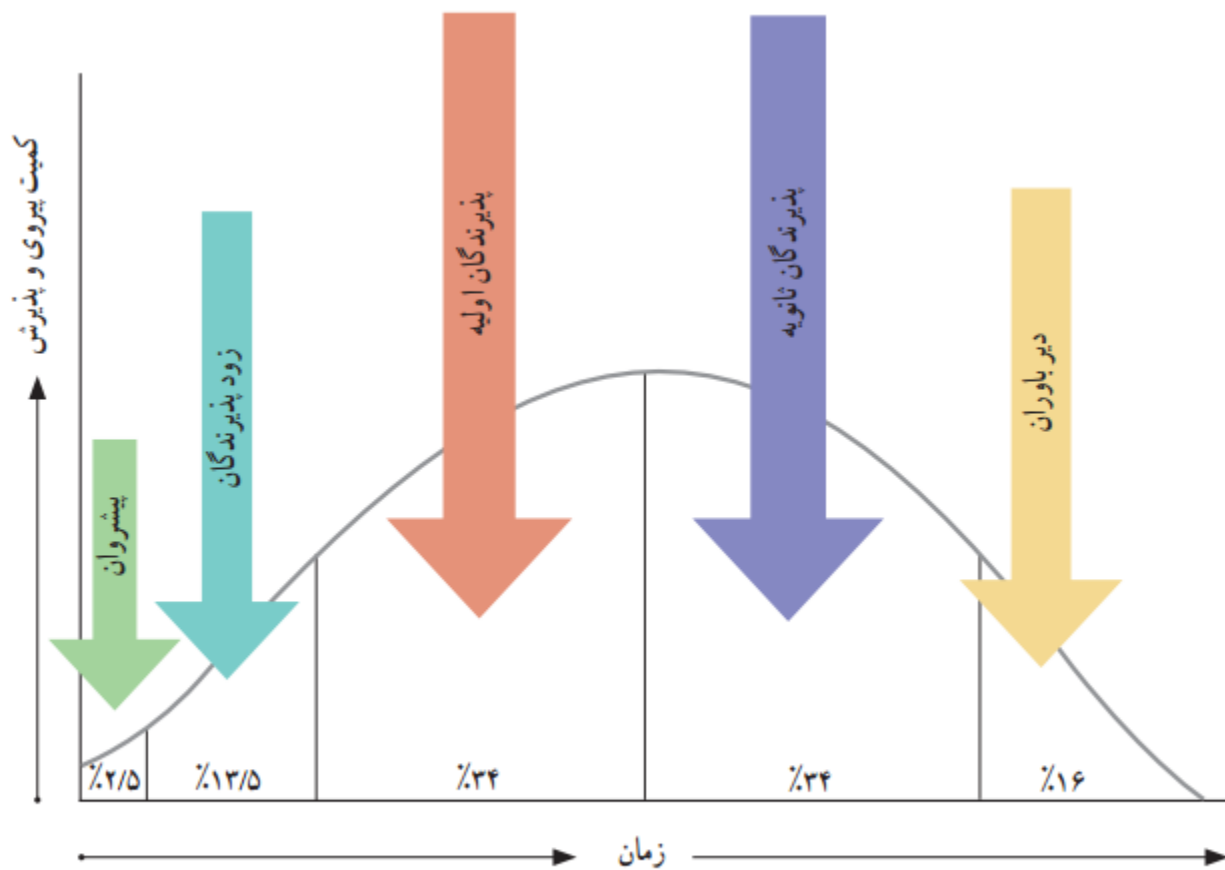 کمیت پیروی و پذیرش
پیشروان
زود پذیرندگان
پذیرندگان اولیه
پذیرندگان ثانویه
دیر باوران
٪۲/۵
٪۱۳/۵
٪۳۴
٪۳۴
٪۱۶
زمان